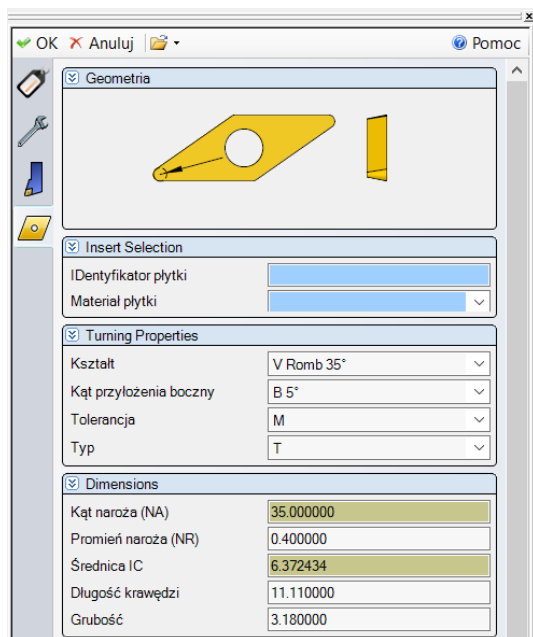 OK Anuluj Pomoc
Geometria
Insert Selection
IDentyfikator płytki
Materiał płytki
Turning Properties
Kształt V Romb 35°
Kąt przyłożenia boczny B 5°
Tolerancja M
Typ T
Dimensions
Kąt naroża (NA) 35.000000
Promień naroża (NR) 0.400000
Średnica IC 6.372434
Długość krawędzi 11.110000
Grubość 3.180000